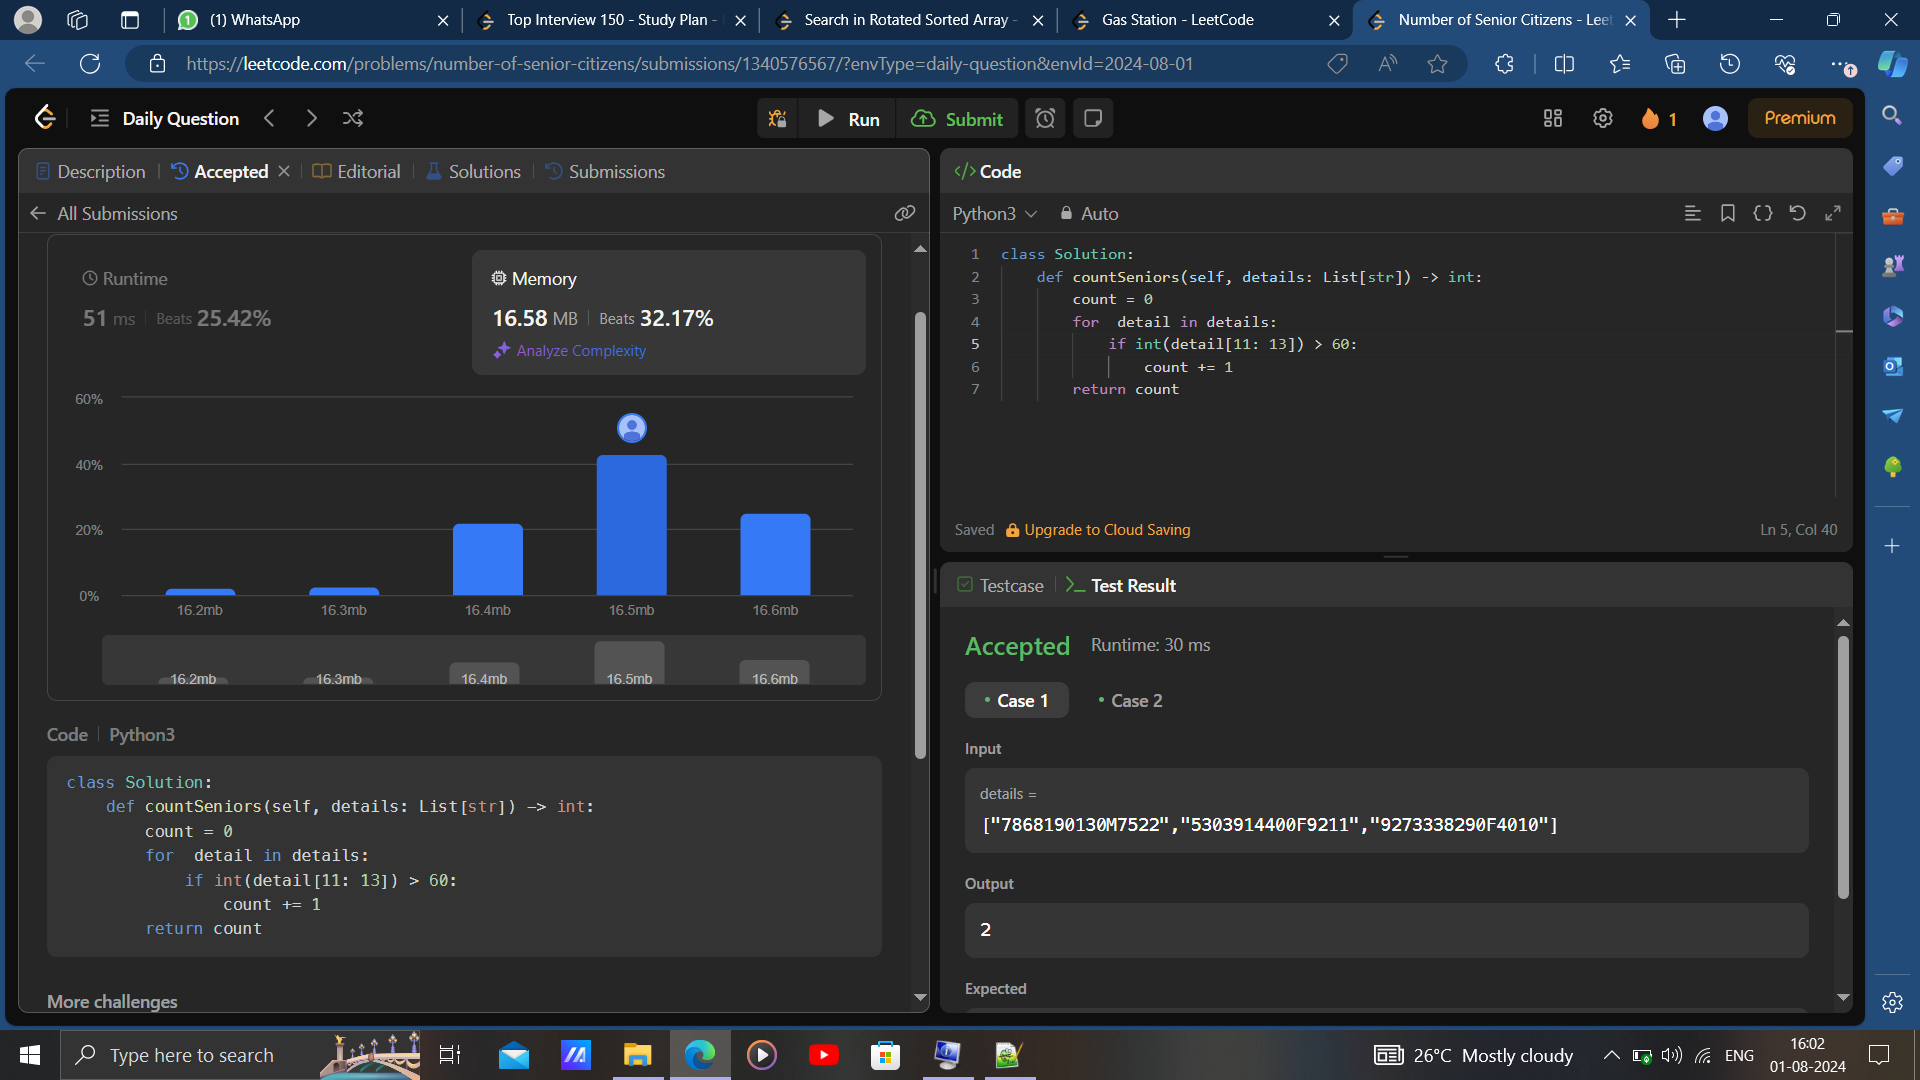 (1) WhatsApp
Top Interview 150 - Study Plan -
Search in Rotated Sorted Array -
Gas Station - LeetCode
Number of Senior Citizens - Leet
https://leetcode.com/problems/number-of-senior-citizens/submissions/1340576567/?envType=daily-question&envId=2024-08-01
Daily Question
Run
Submit
1
Premium
Description
Accepted
Editorial
Solutions
Submissions
All Submissions
Runtime
51 ms
Beats 25.42%
Memory
16.58 MB
Beats 32.17%
Analyze Complexity
60%
40%
20%
0%
16.2mb 16.3mb 16.4mb 16.5mb 16.6mb
16.2mb 16.3mb 16.4mb 16.5mb 16.6mb
Code
Python3
class Solution:
    def countSeniors(self, details: List[str]) -> int:
        count = 0
        for  detail in details:
            if int(detail[11: 13]) > 60:
                count += 1
        return count
More challenges
</> Code
Python3
Auto
1 class Solution:
2     def countSeniors(self, details: List[str]) -> int:
3         count = 0
4         for  detail in details:
5             if int(detail[11: 13]) > 60:
6                 count += 1
7         return count
Saved
Upgrade to Cloud Saving
Ln 5, Col 40
Testcase
Test Result
Accepted
Runtime: 30 ms
Case 1
Case 2
Input
details =
["7868190130M7522","5303914400F9211","9273338290F4010"]
Output
2
Expected
Type here to search
26°C Mostly cloudy
ENG
16:02
01-08-2024